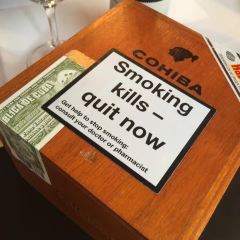 COHIBA
Smoking
kills –
quit now
Get help to stop smoking:
consult your doctor or pharmacist